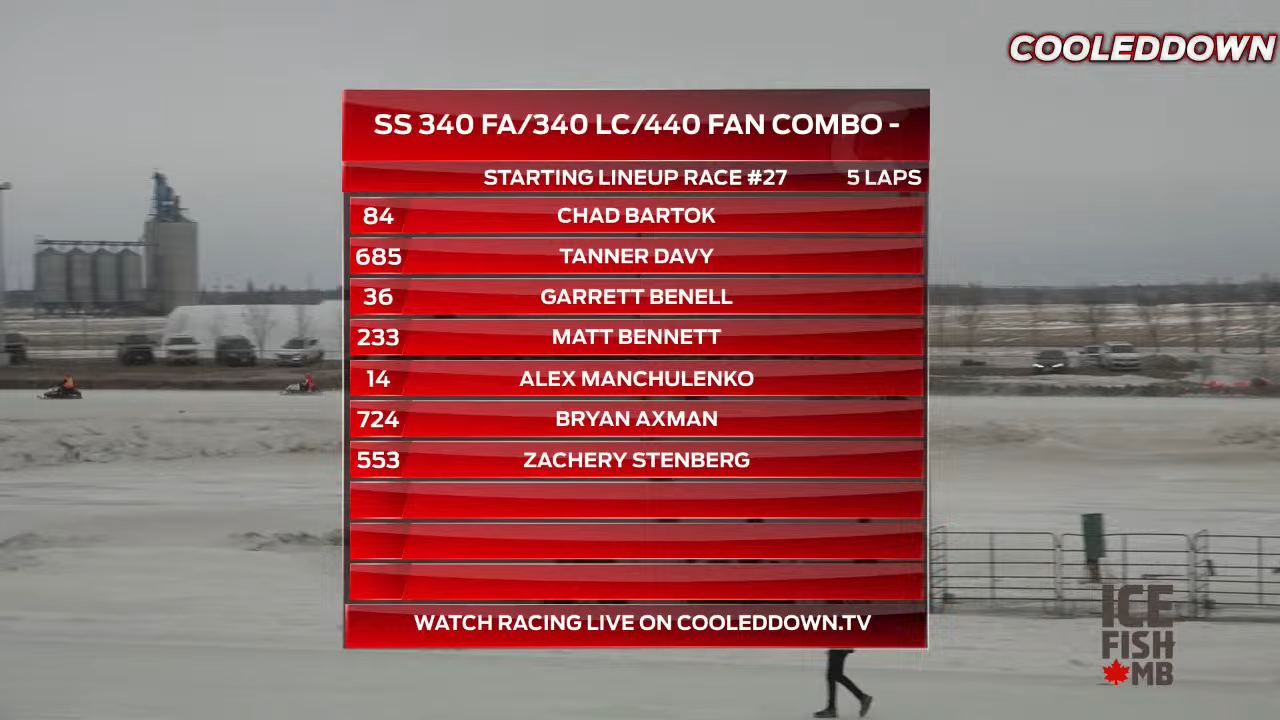 COOLEDDOWN
SS 340 FA/340 LC/440 FAN COMBO -
STARTING LINEUP RACE #27 5 LAPS
84 CHAD BARTOK
685 TANNER DAVY
36 GARRETT BENELL
233 MATT BENNETT
14 ALEX MANCHULENKO
724 BRYAN AXMAN
553 ZACHERY STENBERG
WATCH RACING LIVE ON COOLEDDOWN.TV
ICE
FISH
MB